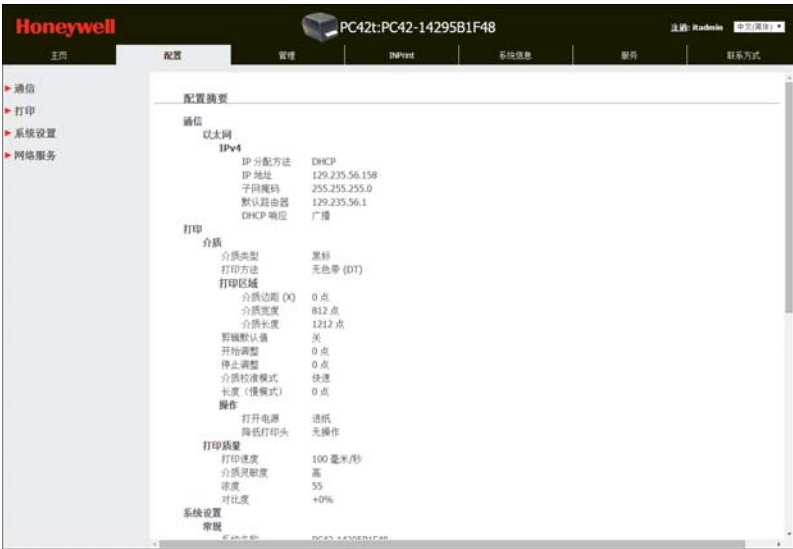 Honeywell
PC42t:PC42-14295B1F48
注销: itadmin 中文(简体)
主页 配置 管理 INPrint 系统信息 服务 联系方式
通信
打印
系统设置
网络服务
配置摘要
通信
以太网
IPv4
IP 分配方法 DHCP
IP 地址 129.235.56.158
子网掩码 255.255.255.0
默认路由器 129.235.56.1
DHCP 响应 广播
打印
介质
介质类型 黑标
打印方法 无色带 (DT)
打印区域
介质边距 (X) 0 点
介质宽度 812 点
介质长度 1212 点
剪辑默认值 关
开始调整 0 点
停止调整 0 点
介质校准模式 快速
长度（慢模式） 0 点
操作
打开电源 进纸
降低打印头 无操作
打印质量
打印速度 100 毫米/秒
介质灵敏度 高
浓度 55
对比度 +0%
系统设置
常规
系统名称 PC42-14295B1F48